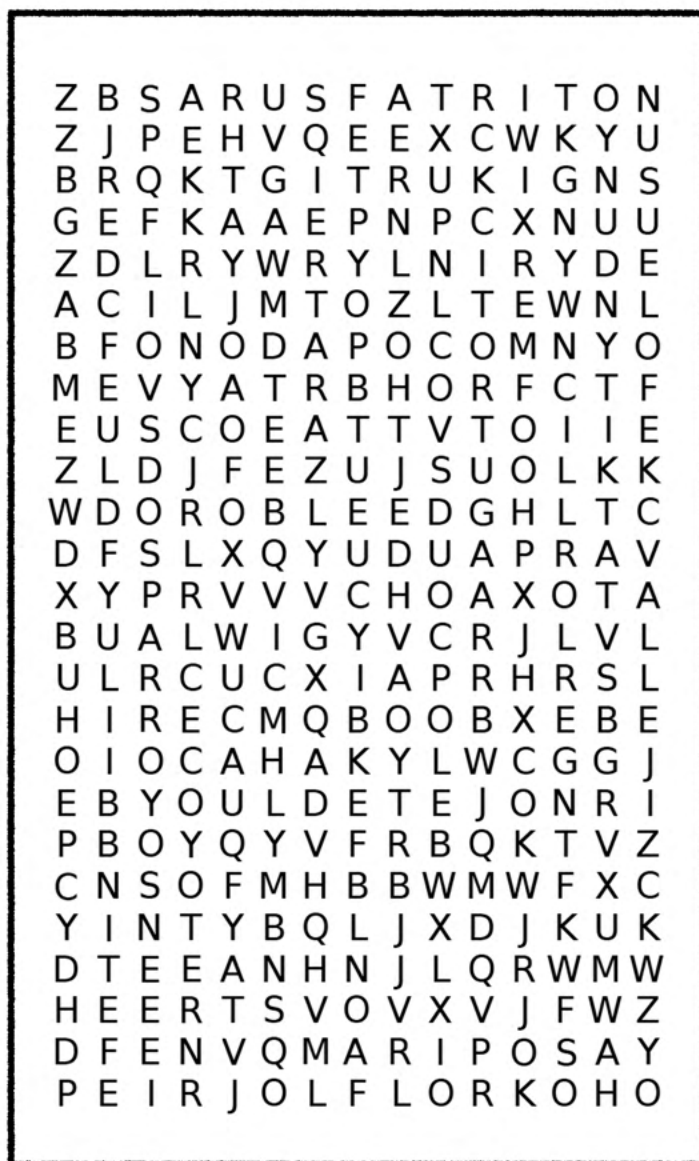 Z B S A R U S F A T R I T O N
Z J P E H V Q E E X C W K Y U
B R Q K T G I T R U K I G N S
G E F K A A E P N P C X N U U
Z D L R Y W R Y L N I R Y D E
A C I L J M T O Z L T E W N L
B F O N O D A P O C O M N Y O
M E V Y A T R B H O R F C T F
E U S C O E A T T V T O I I E
Z L D J F E Z U J S U O L K K
W D O R O B L E E D G H L T C
D F S L X Q Y U D U A P R A V
X Y P R V V V C H O A X O T A
B U A L W I G Y V C R J L V L
U L R C U C X I A P R H R S L
H I R E C M Q B O O B X E B E
O I O C A H A K Y L W C G G J
E B Y O U L D E T E J O N R I
P B O Y Q Y V F R B Q K T V Z
C N S O F M H B B W M W F X C
Y I N T Y B Q L J X D J K U K
D T E E A N H N J L Q R W M W
H E E R T S V O V X V J F W Z
D F E N V Q M A R I P O S A Y
P E I R J O L F L O R K O H O